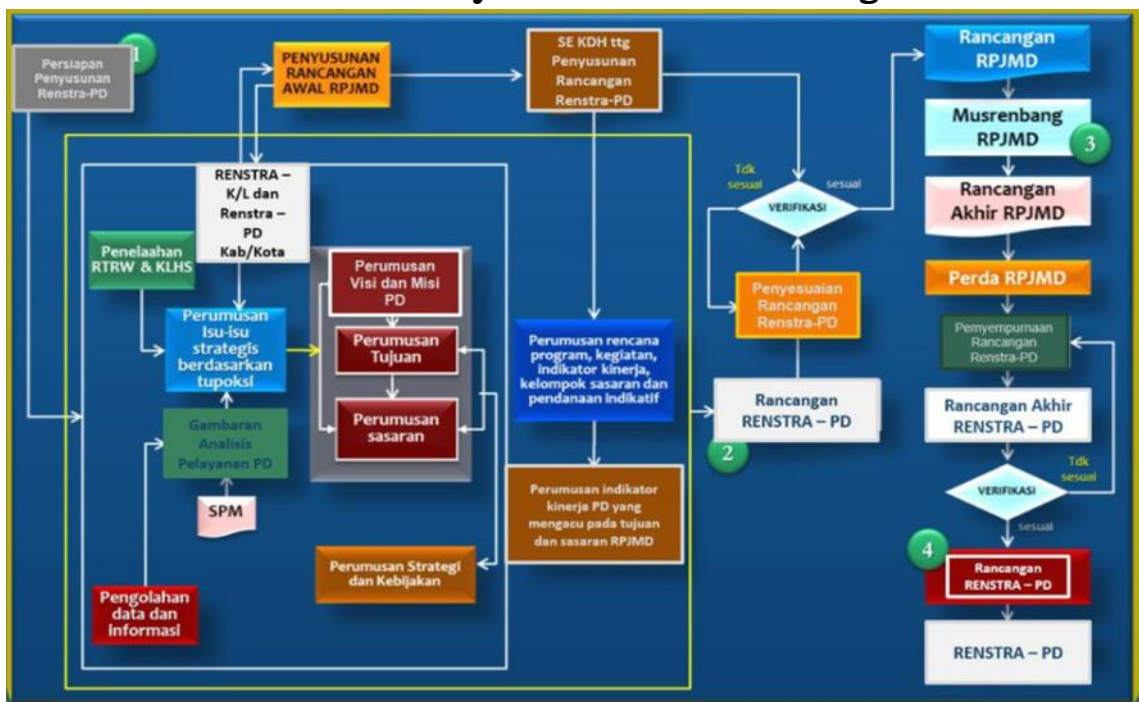 Persiapan
Penyusunan
Renstra-PD
1
PENYUSUNAN
RANCANGAN
AWAL RPJMD
SE KDH ttg
Penyusunan
Rancangan
Renstra-PD
Rancangan
RPJMD
Musrenbang
RPJMD
3
Rancangan
Akhir RPJMD
Perda RPJMD
Pemyempurnaan
Rancangan
Renstra-PD
Rancangan Akhir
RENSTRA – PD
VERIFIKASI
Tdk
sesuai
sesuai
4
Rancangan
RENSTRA – PD
RENSTRA – PD
RENSTRA –
K/L dan
Renstra –
PD
Kab/Kota
Penelaahan
RTRW & KLHS
Perumusan
Isu-isu
strategis
berdasarkan
tupoksi
Gambaran
Analisis
Pelayanan PD
SPM
Pengolahan
data dan
informasi
Perumusan
Visi dan Misi
PD
Perumusan
Tujuan
Perumusan
sasaran
Perumusan Strategi
dan Kebijakan
Perumusan rencana
program, kegiatan,
indikator kinerja,
kelompok sasaran dan
pendanaan indikatif
Perumusan indikator
kinerja PD yang
mengacu pada tujuan
dan sasaran RPJMD
Tdk
sesuai
sesuai
VERIFIKASI
Penyesuaian
Rancangan
Renstra-PD
Rancangan
RENSTRA – PD
2